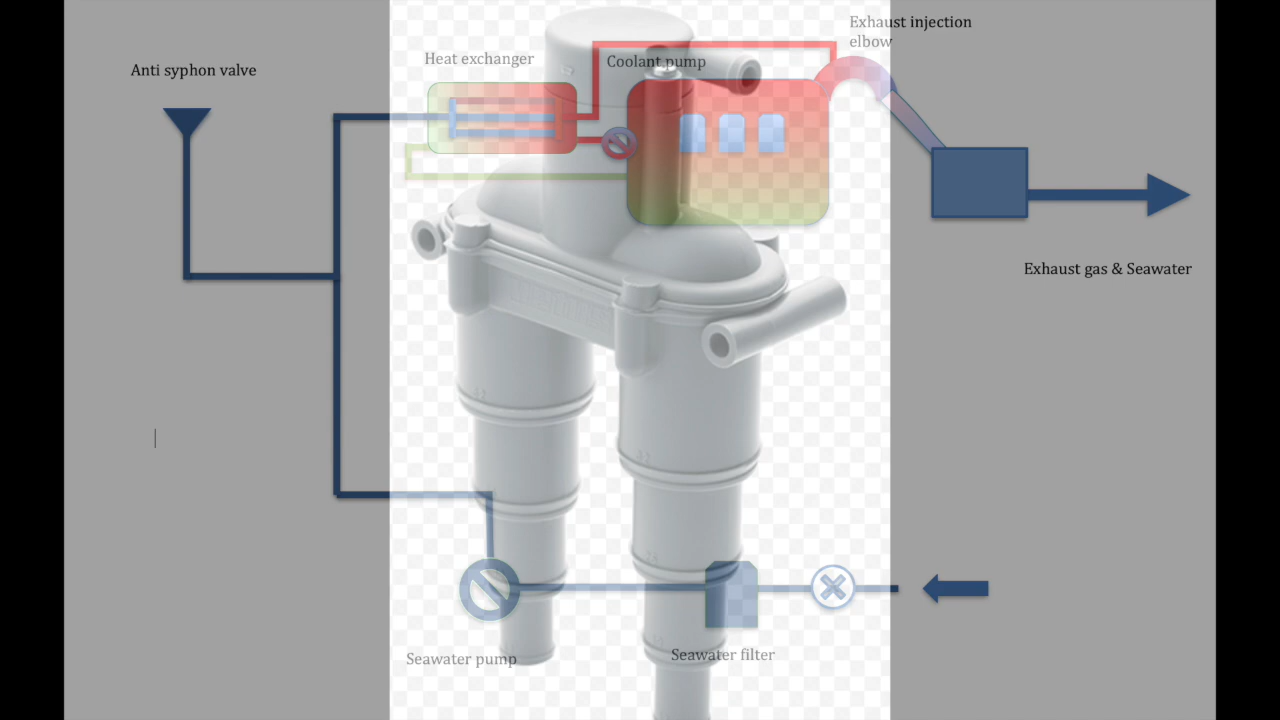 Exhaust injection
elbow
Heat exchanger
Coolant pump
Anti syphon valve
Exhaust gas & Seawater
Seawater pump
Seawater filter